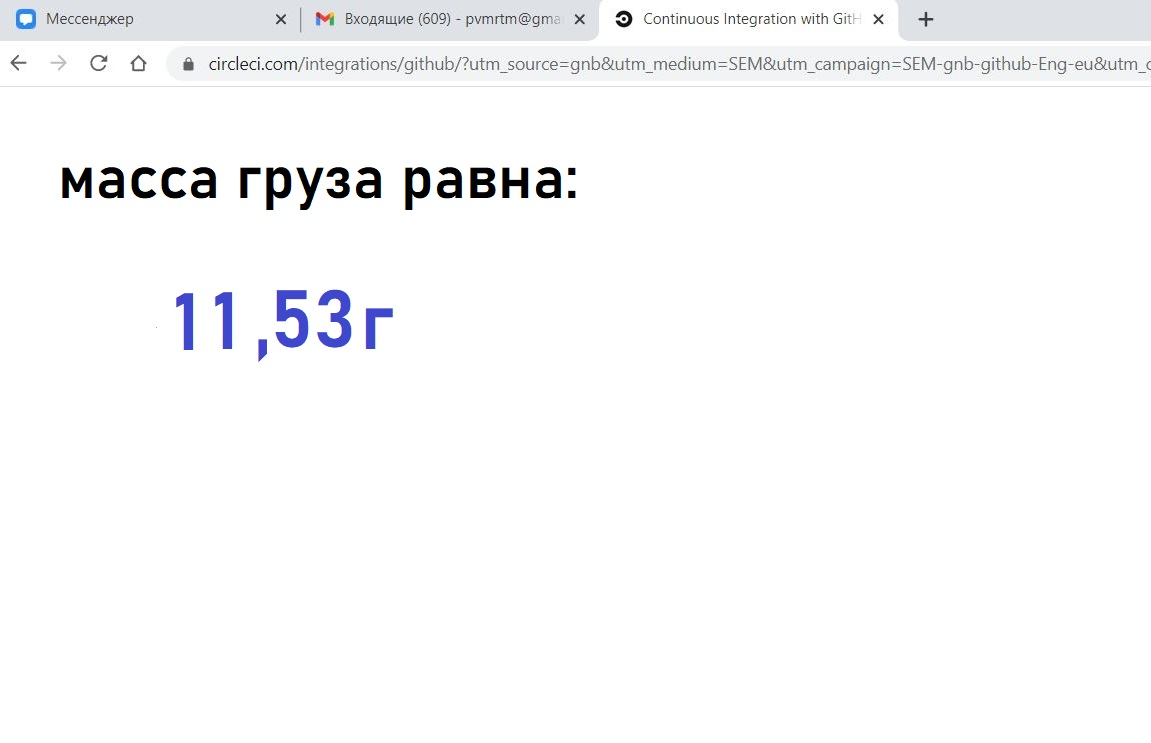 Мессенджер
Входящие (609) - pvmrtm@gma
Continuous Integration with GitH
circleci.com/integrations/github/?utm_source=gnb&utm_medium=SEM&utm_campaign=SEM-gnb-github-Eng-eu&utm_c
масса груза равна:
11,53г